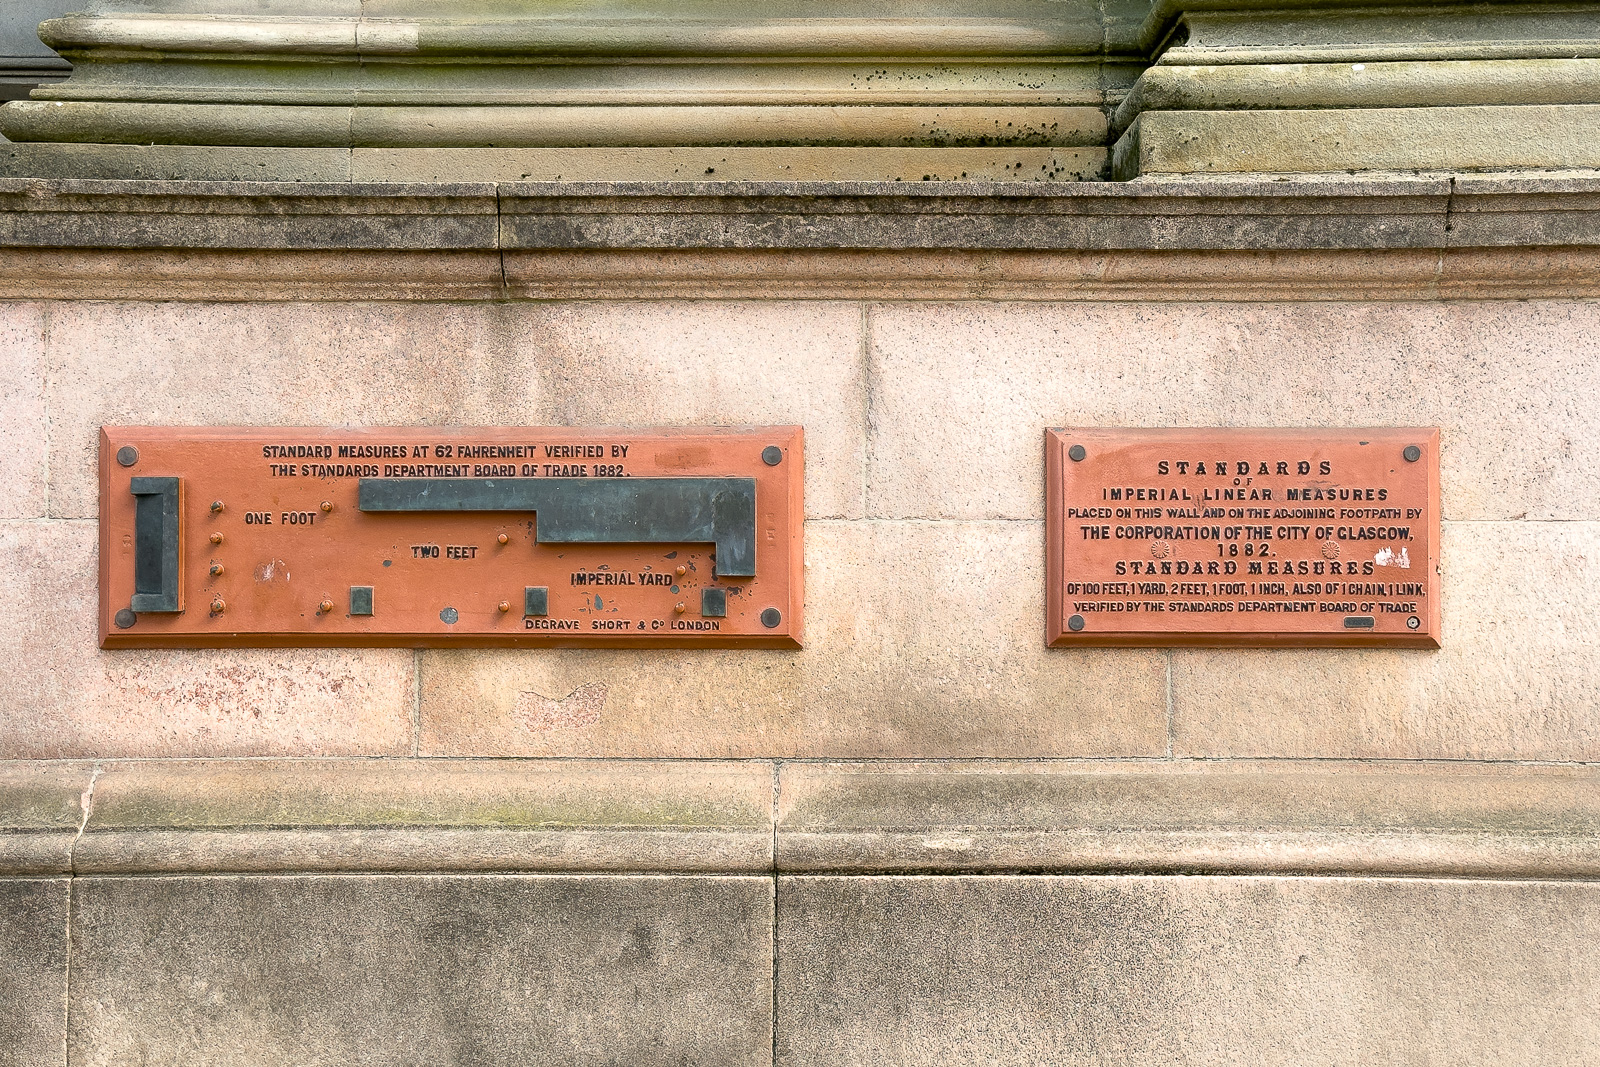 STANDARD MEASURES AT 62 FAHRENHEIT VERIFIED BY
THE STANDARDS DEPARTMENT BOARD OF TRADE 1882.
ONE FOOT
TWO FEET
IMPERIAL YARD
DEGRAVE SHORT & Cº LONDON
STANDARDS
OF
IMPERIAL LINEAR MEASURES
PLACED ON THIS WALL AND ON THE ADJOINING FOOTPATH BY
THE CORPORATION OF THE CITY OF GLASGOW,
1882.
STANDARD MEASURES
OF 100 FEET, 1 YARD, 2 FEET, 1 FOOT, 1 INCH, ALSO OF 1 CHAIN, 1 LINK,
VERIFIED BY THE STANDARDS DEPARTMENT BOARD OF TRADE